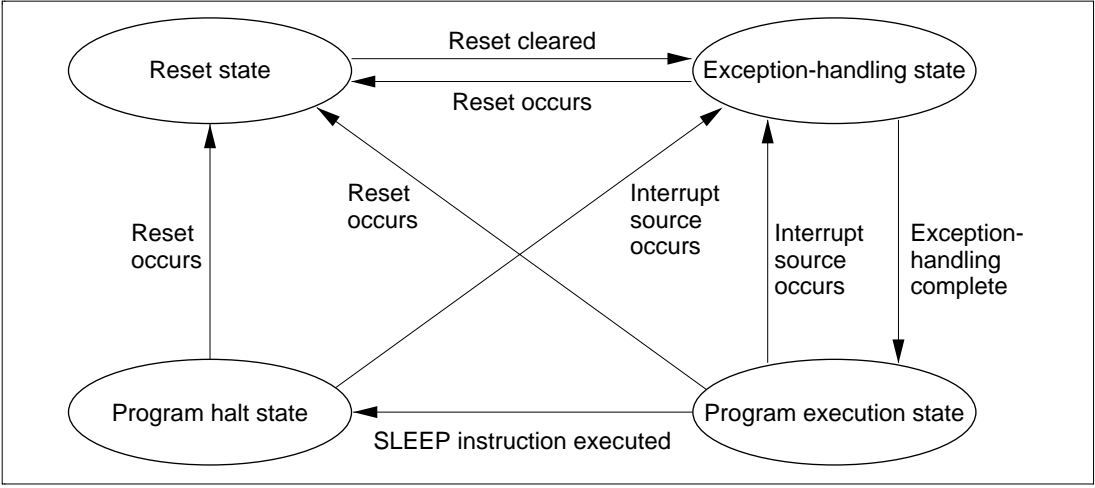 Reset cleared
Reset state
Exception-handling state
Reset occurs
Reset
occurs
Interrupt
source
occurs
Reset
occurs
Interrupt
source
occurs
Exception-
handling
complete
Program halt state
Program execution state
SLEEP instruction executed